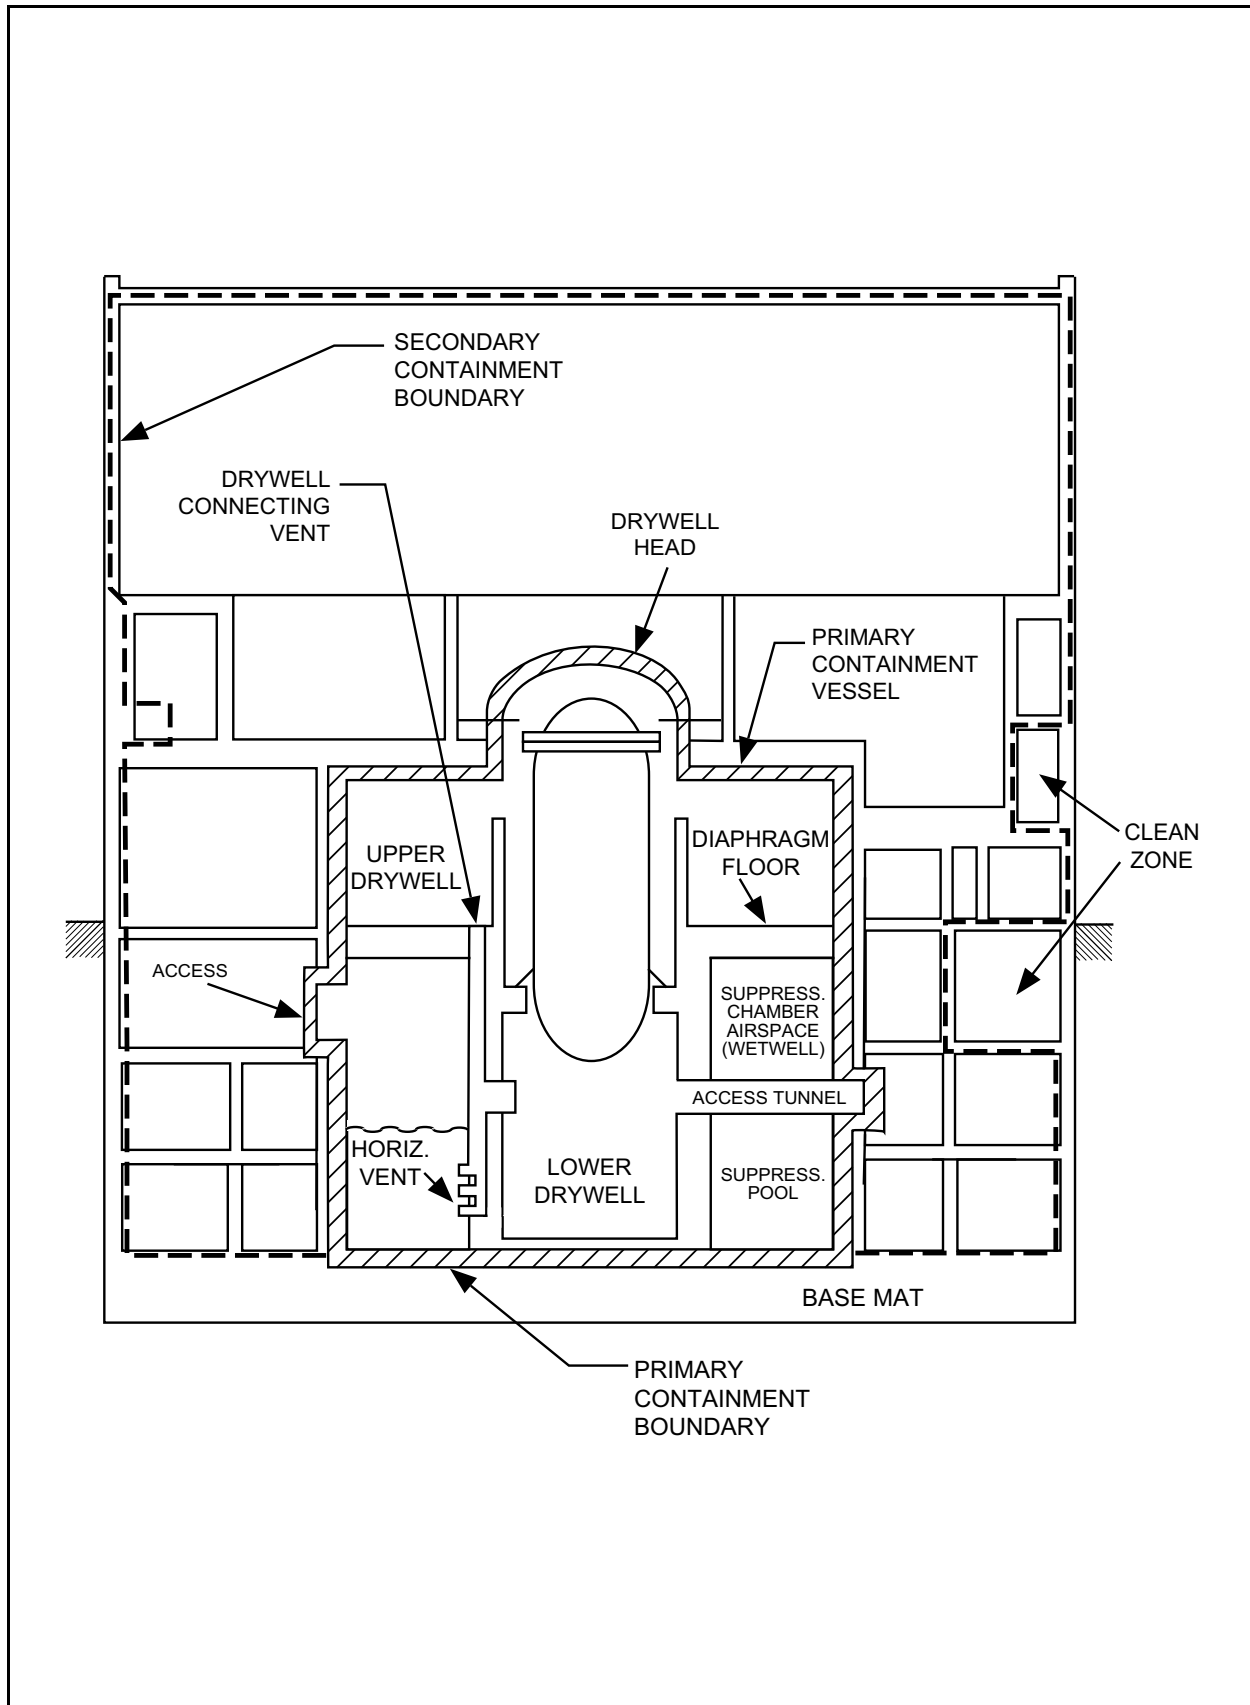 SECONDARY
CONTAINMENT
BOUNDARY
DRYWELL
CONNECTING
VENT
DRYWELL
HEAD
PRIMARY
CONTAINMENT
VESSEL
UPPER
DRYWELL
DIAPHRAGM
FLOOR
CLEAN
ZONE
ACCESS
SUPPRESS.
CHAMBER
AIRSPACE
(WETWELL)
ACCESS TUNNEL
HORIZ.
VENT
LOWER
DRYWELL
SUPPRESS.
POOL
BASE MAT
PRIMARY
CONTAINMENT
BOUNDARY